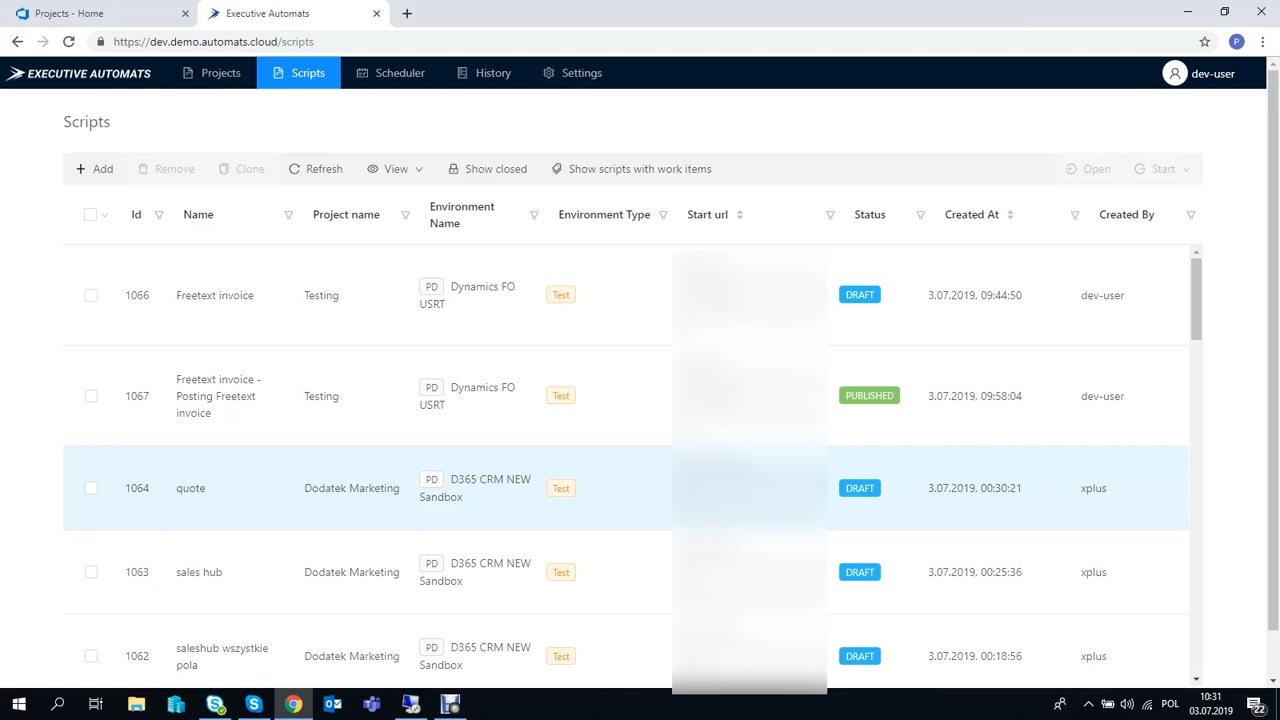 Projects - Home
Executive Automats
https://dev.demo.automats.cloud/scripts
P
EXECUTIVE AUTOMATS
Projects
Scripts
Scheduler
History
Settings
dev-user
Scripts
Add
Remove
Clone
Refresh
View
Show closed
Show scripts with work items
Open
Start
Id
Name
Project name
Environment
Name
Environment Type
Start url
Status
Created At
Created By
1066
Freetext invoice
Testing
PD Dynamics FO
USRT
Test
DRAFT
3.07.2019, 09:44:50
dev-user
1067
Freetext invoice -
Posting Freetext
invoice
Testing
PD Dynamics FO
USRT
Test
PUBLISHED
3.07.2019, 09:58:04
dev-user
1064
quote
Dodatek Marketing
PD D365 CRM NEW
Sandbox
Test
DRAFT
3.07.2019, 00:30:21
xplus
1063
sales hub
Dodatek Marketing
PD D365 CRM NEW
Sandbox
Test
DRAFT
3.07.2019, 00:25:36
xplus
1062
saleshub wszystkie
pola
Dodatek Marketing
PD D365 CRM NEW
Sandbox
Test
DRAFT
3.07.2019, 00:18:56
xplus
POL
10:31
03.07.2019
22